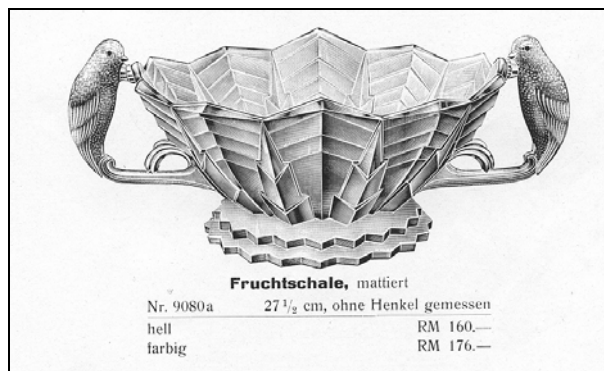 Fruchtschale, mattiert
Nr. 9080a 27 1/2 cm, ohne Henkel gemessen
hell RM 160.—
farbig RM 176.—